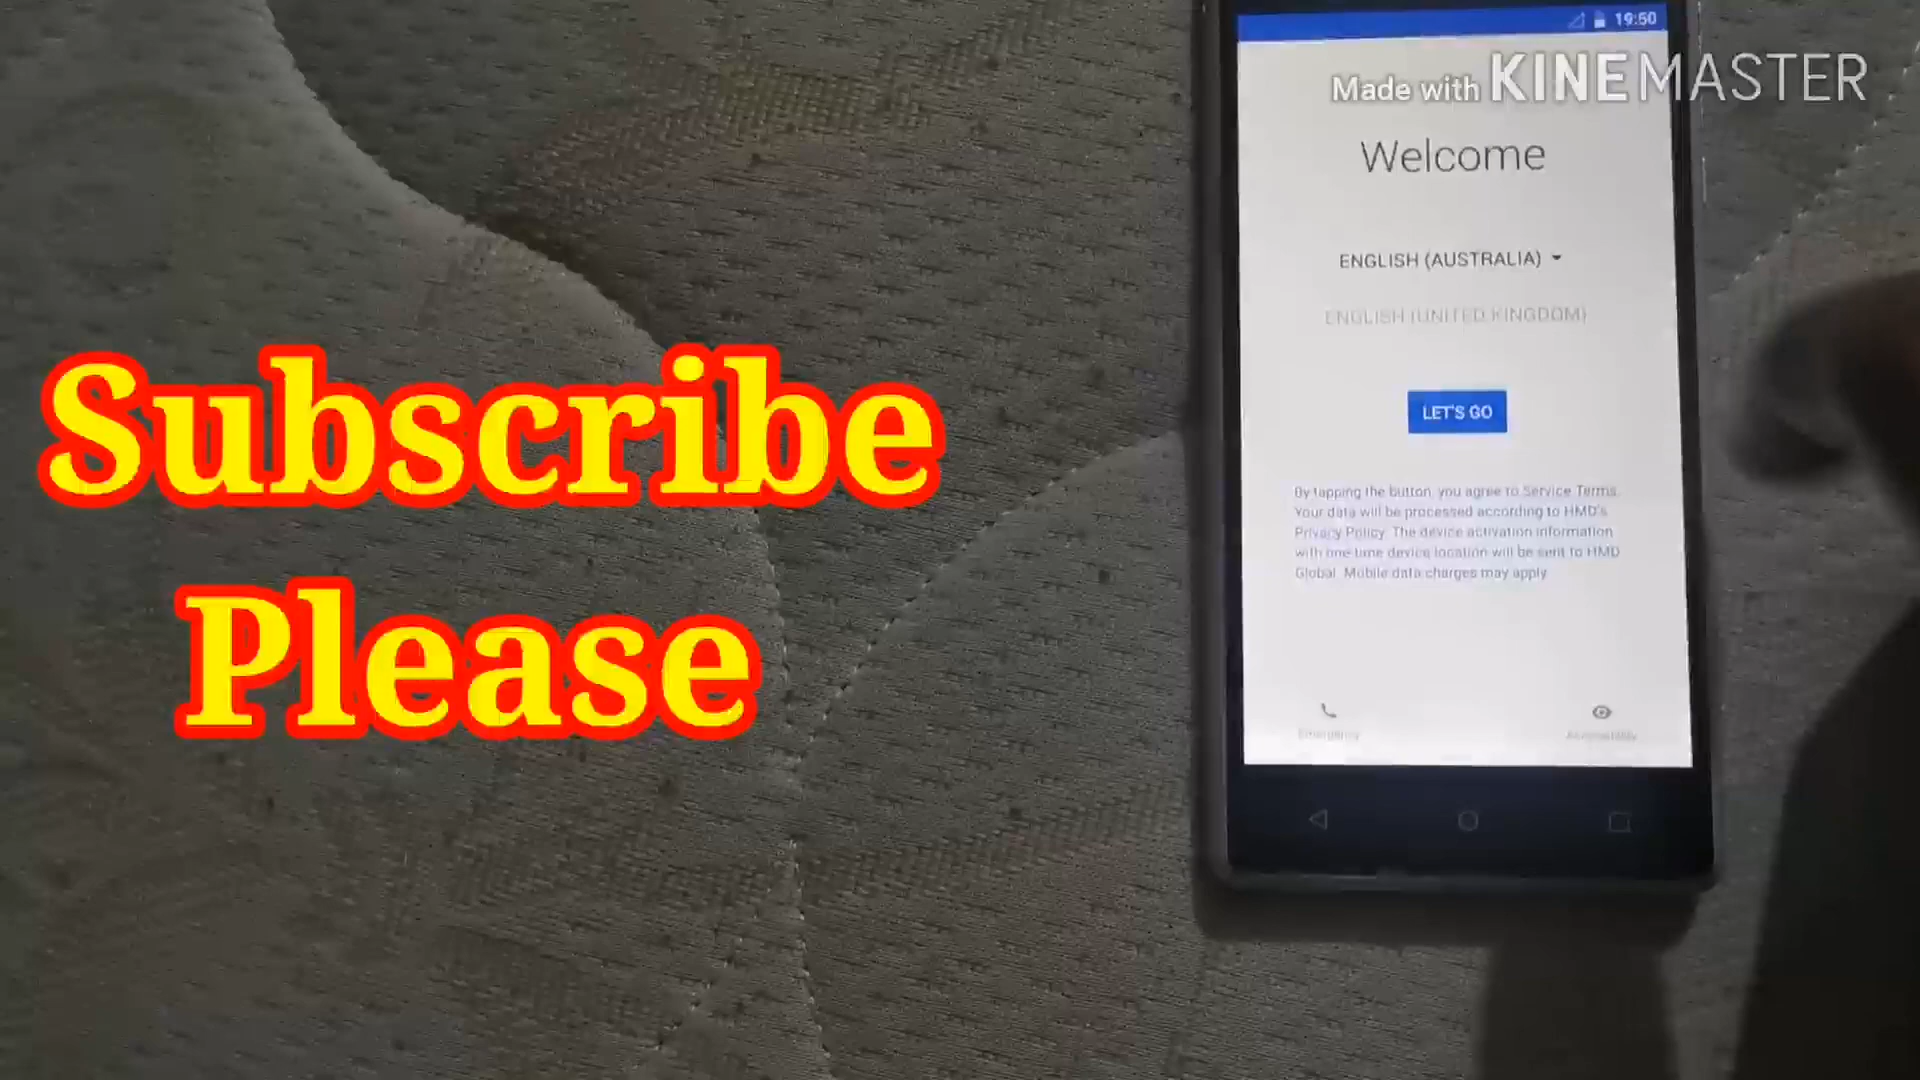 19:50
Made with KINEMASTER
Welcome
ENGLISH (AUSTRALIA)
ENGLISH (UNITED KINGDOM)
LET'S GO
By tapping the button, you agree to Service Terms.
Your data will be processed according to HMD's
Privacy Policy. The device activation information
with one time device location will be sent to HMD
Global. Mobile data charges may apply.
Emergency
Accessibility
Subscribe
Please